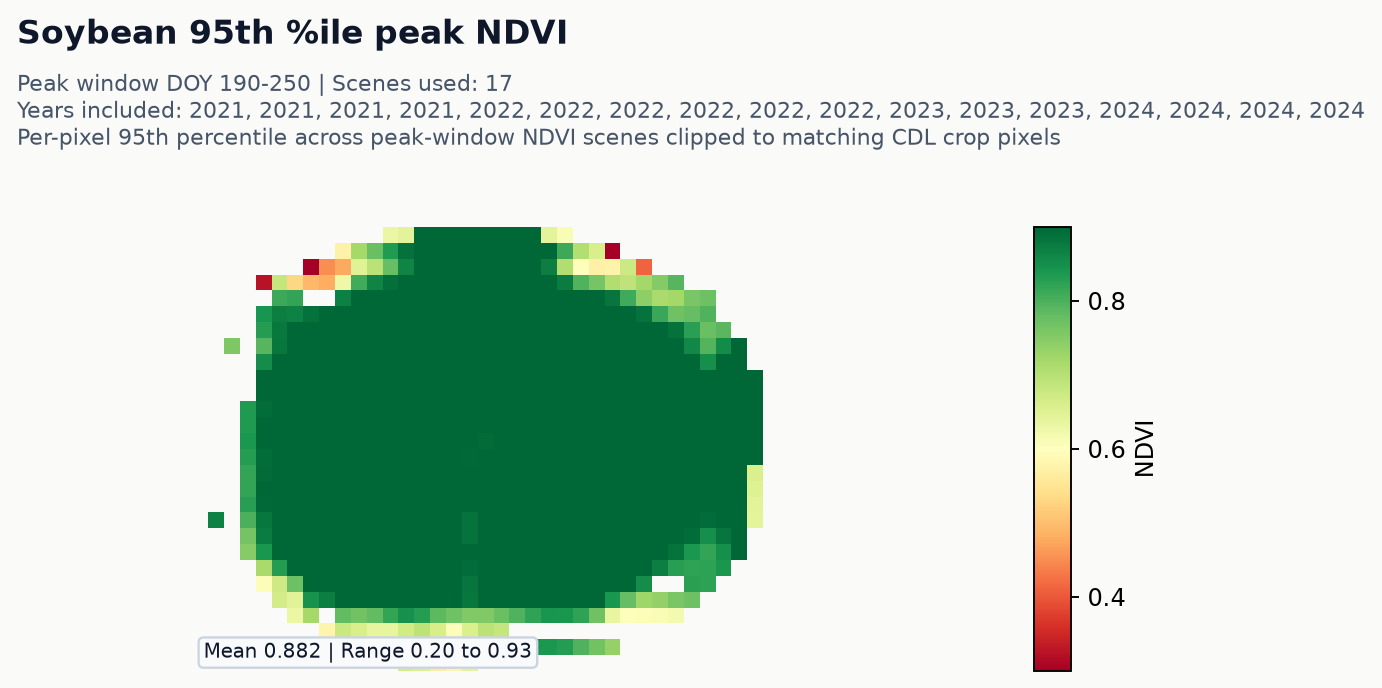 Soybean 95th %ile peak NDVI
Peak window DOY 190-250 | Scenes used: 17
Years included: 2021, 2021, 2021, 2021, 2022, 2022, 2022, 2022, 2022, 2022, 2023, 2023, 2023, 2024, 2024, 2024, 2024
Per-pixel 95th percentile across peak-window NDVI scenes clipped to matching CDL crop pixels
0.8
0.6
0.4
NDVI
Mean 0.882 | Range 0.20 to 0.93